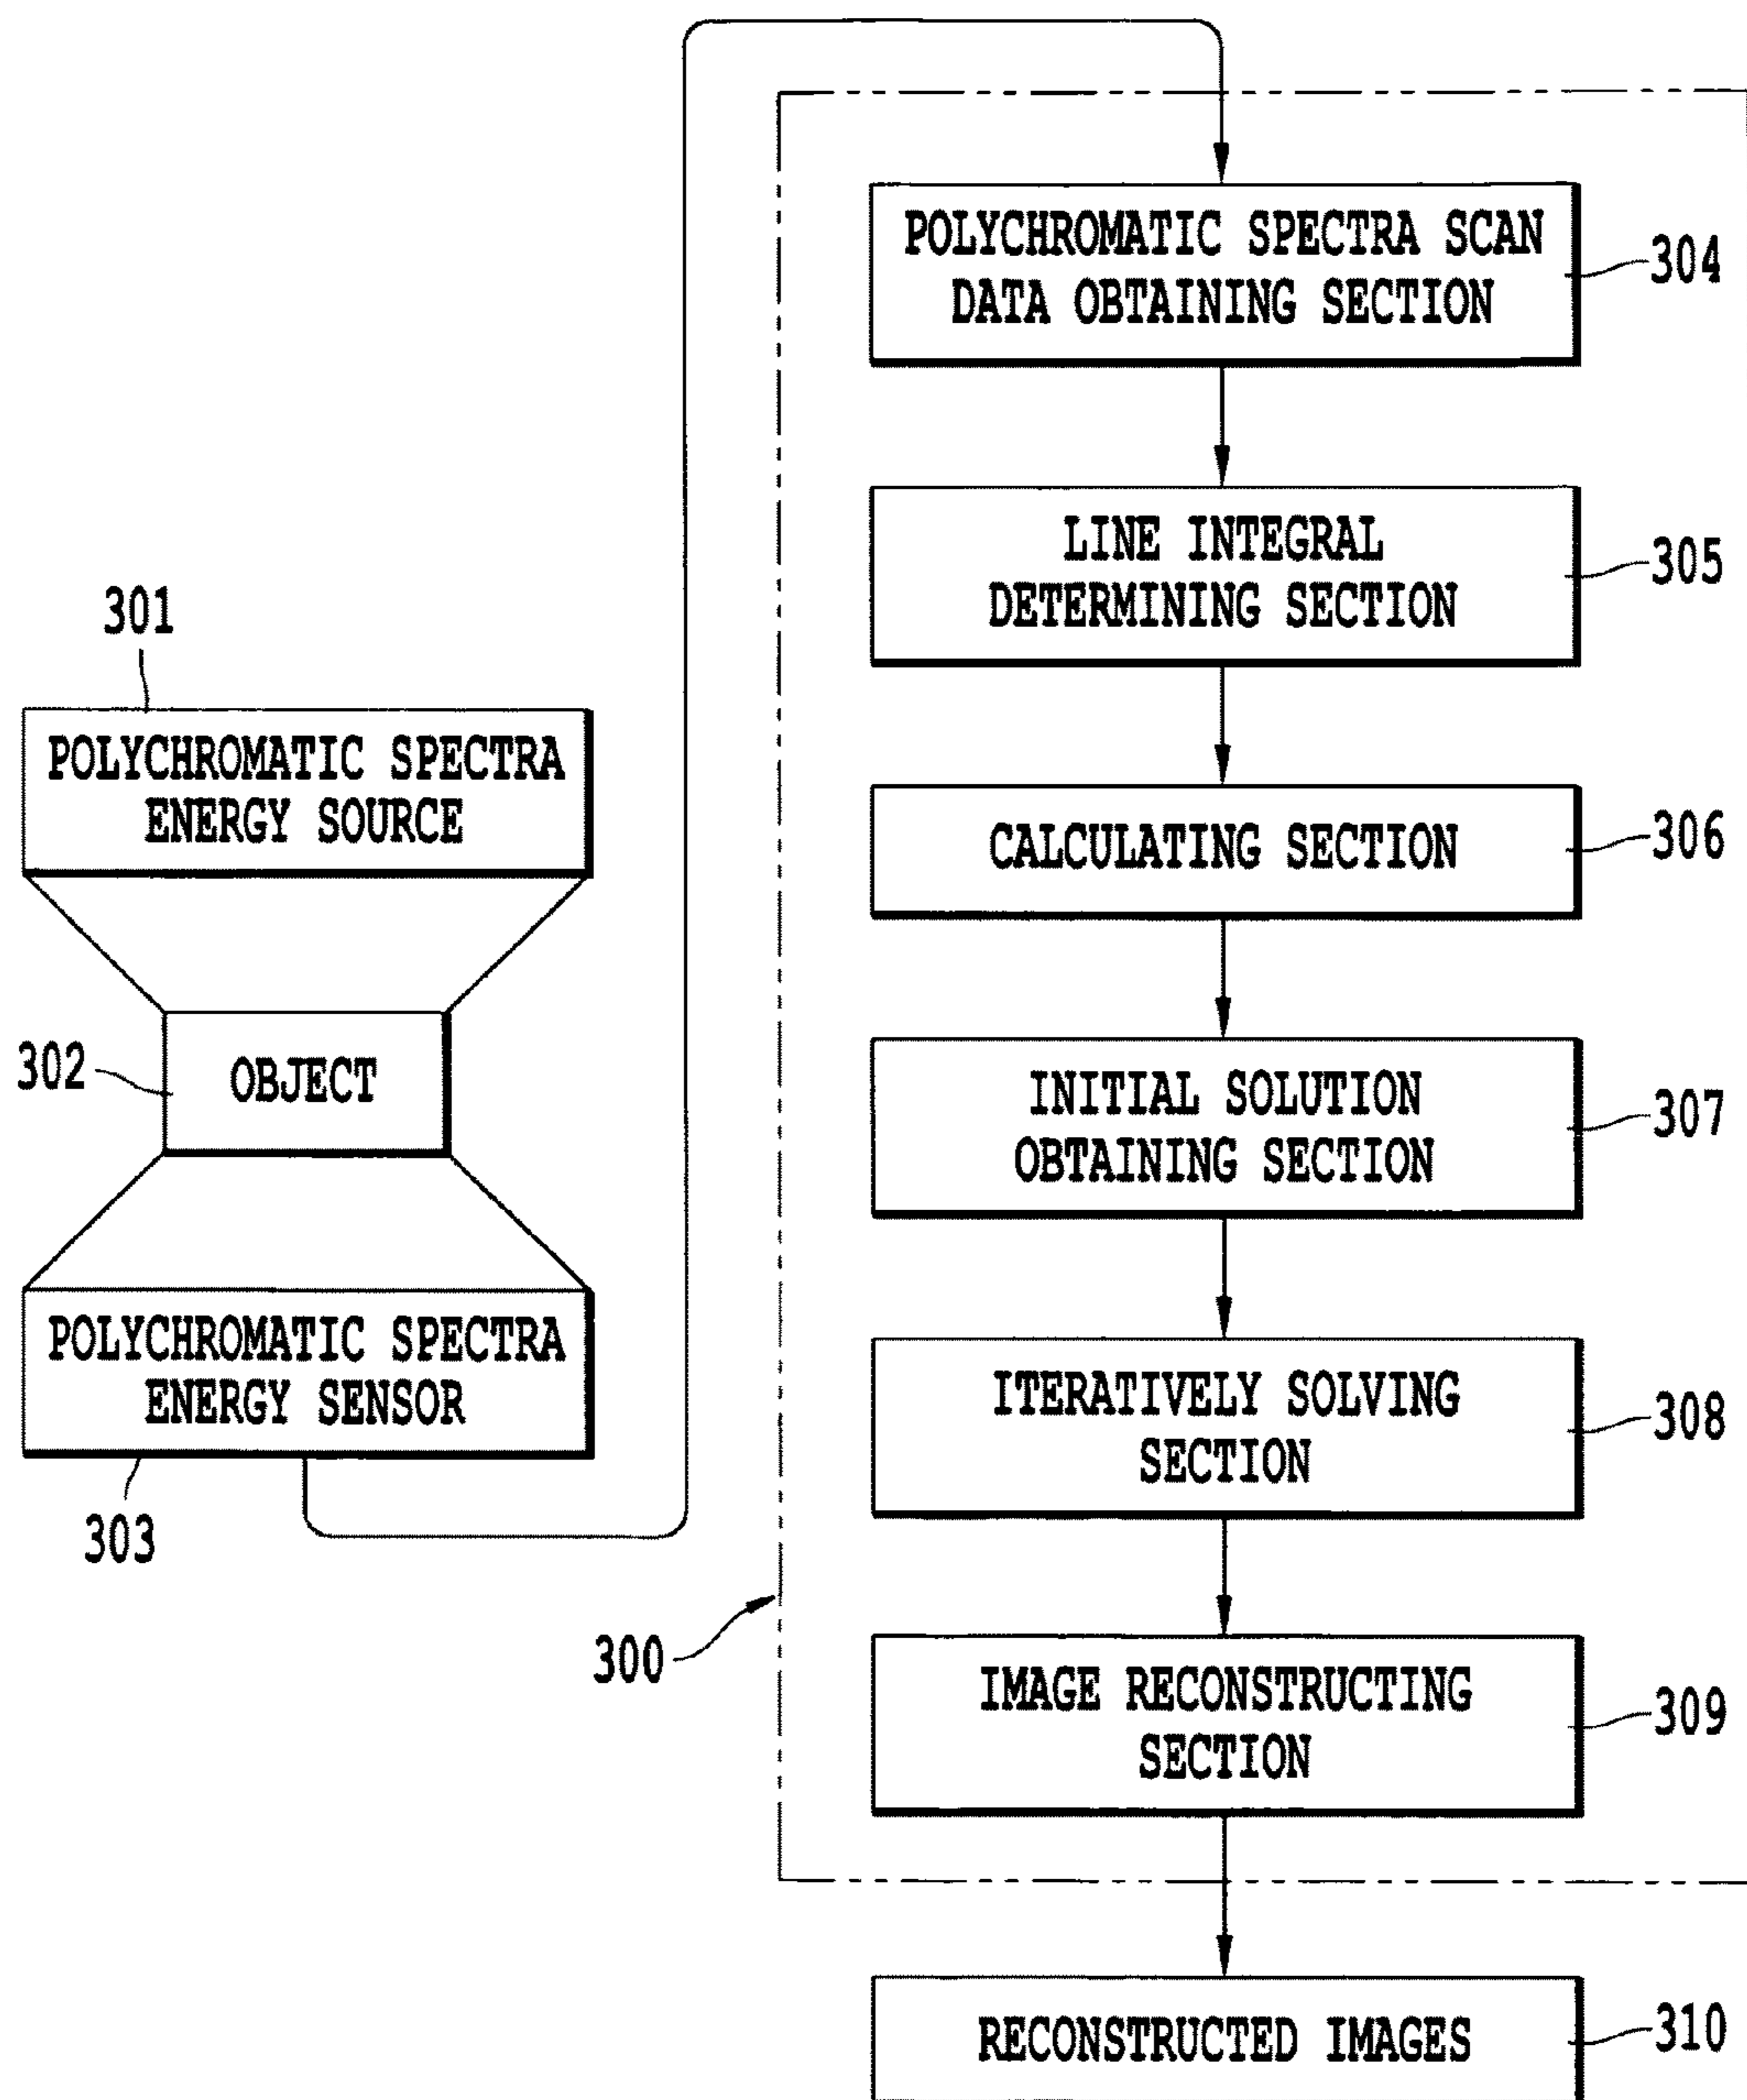 301
POLYCHROMATIC SPECTRA
ENERGY SOURCE
302
OBJECT
POLYCHROMATIC SPECTRA
ENERGY SENSOR
303
300
POLYCHROMATIC SPECTRA SCAN
DATA OBTAINING SECTION
304
LINE INTEGRAL
DETERMINING SECTION
305
CALCULATING SECTION
306
INITIAL SOLUTION
OBTAINING SECTION
307
ITERATIVELY SOLVING
SECTION
308
IMAGE RECONSTRUCTING
SECTION
309
RECONSTRUCTED IMAGES
310